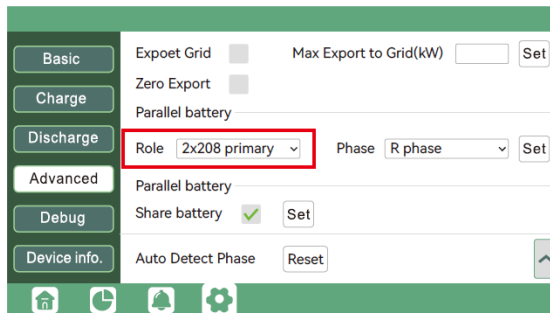 Basic
Charge
Discharge
Advanced
Debug
Device info.
Expoet Grid Max Export to Grid(kW) Set
Zero Export
Parallel battery
Role 2x208 primary Phase R phase Set
Parallel battery
Share battery Set
Auto Detect Phase Reset